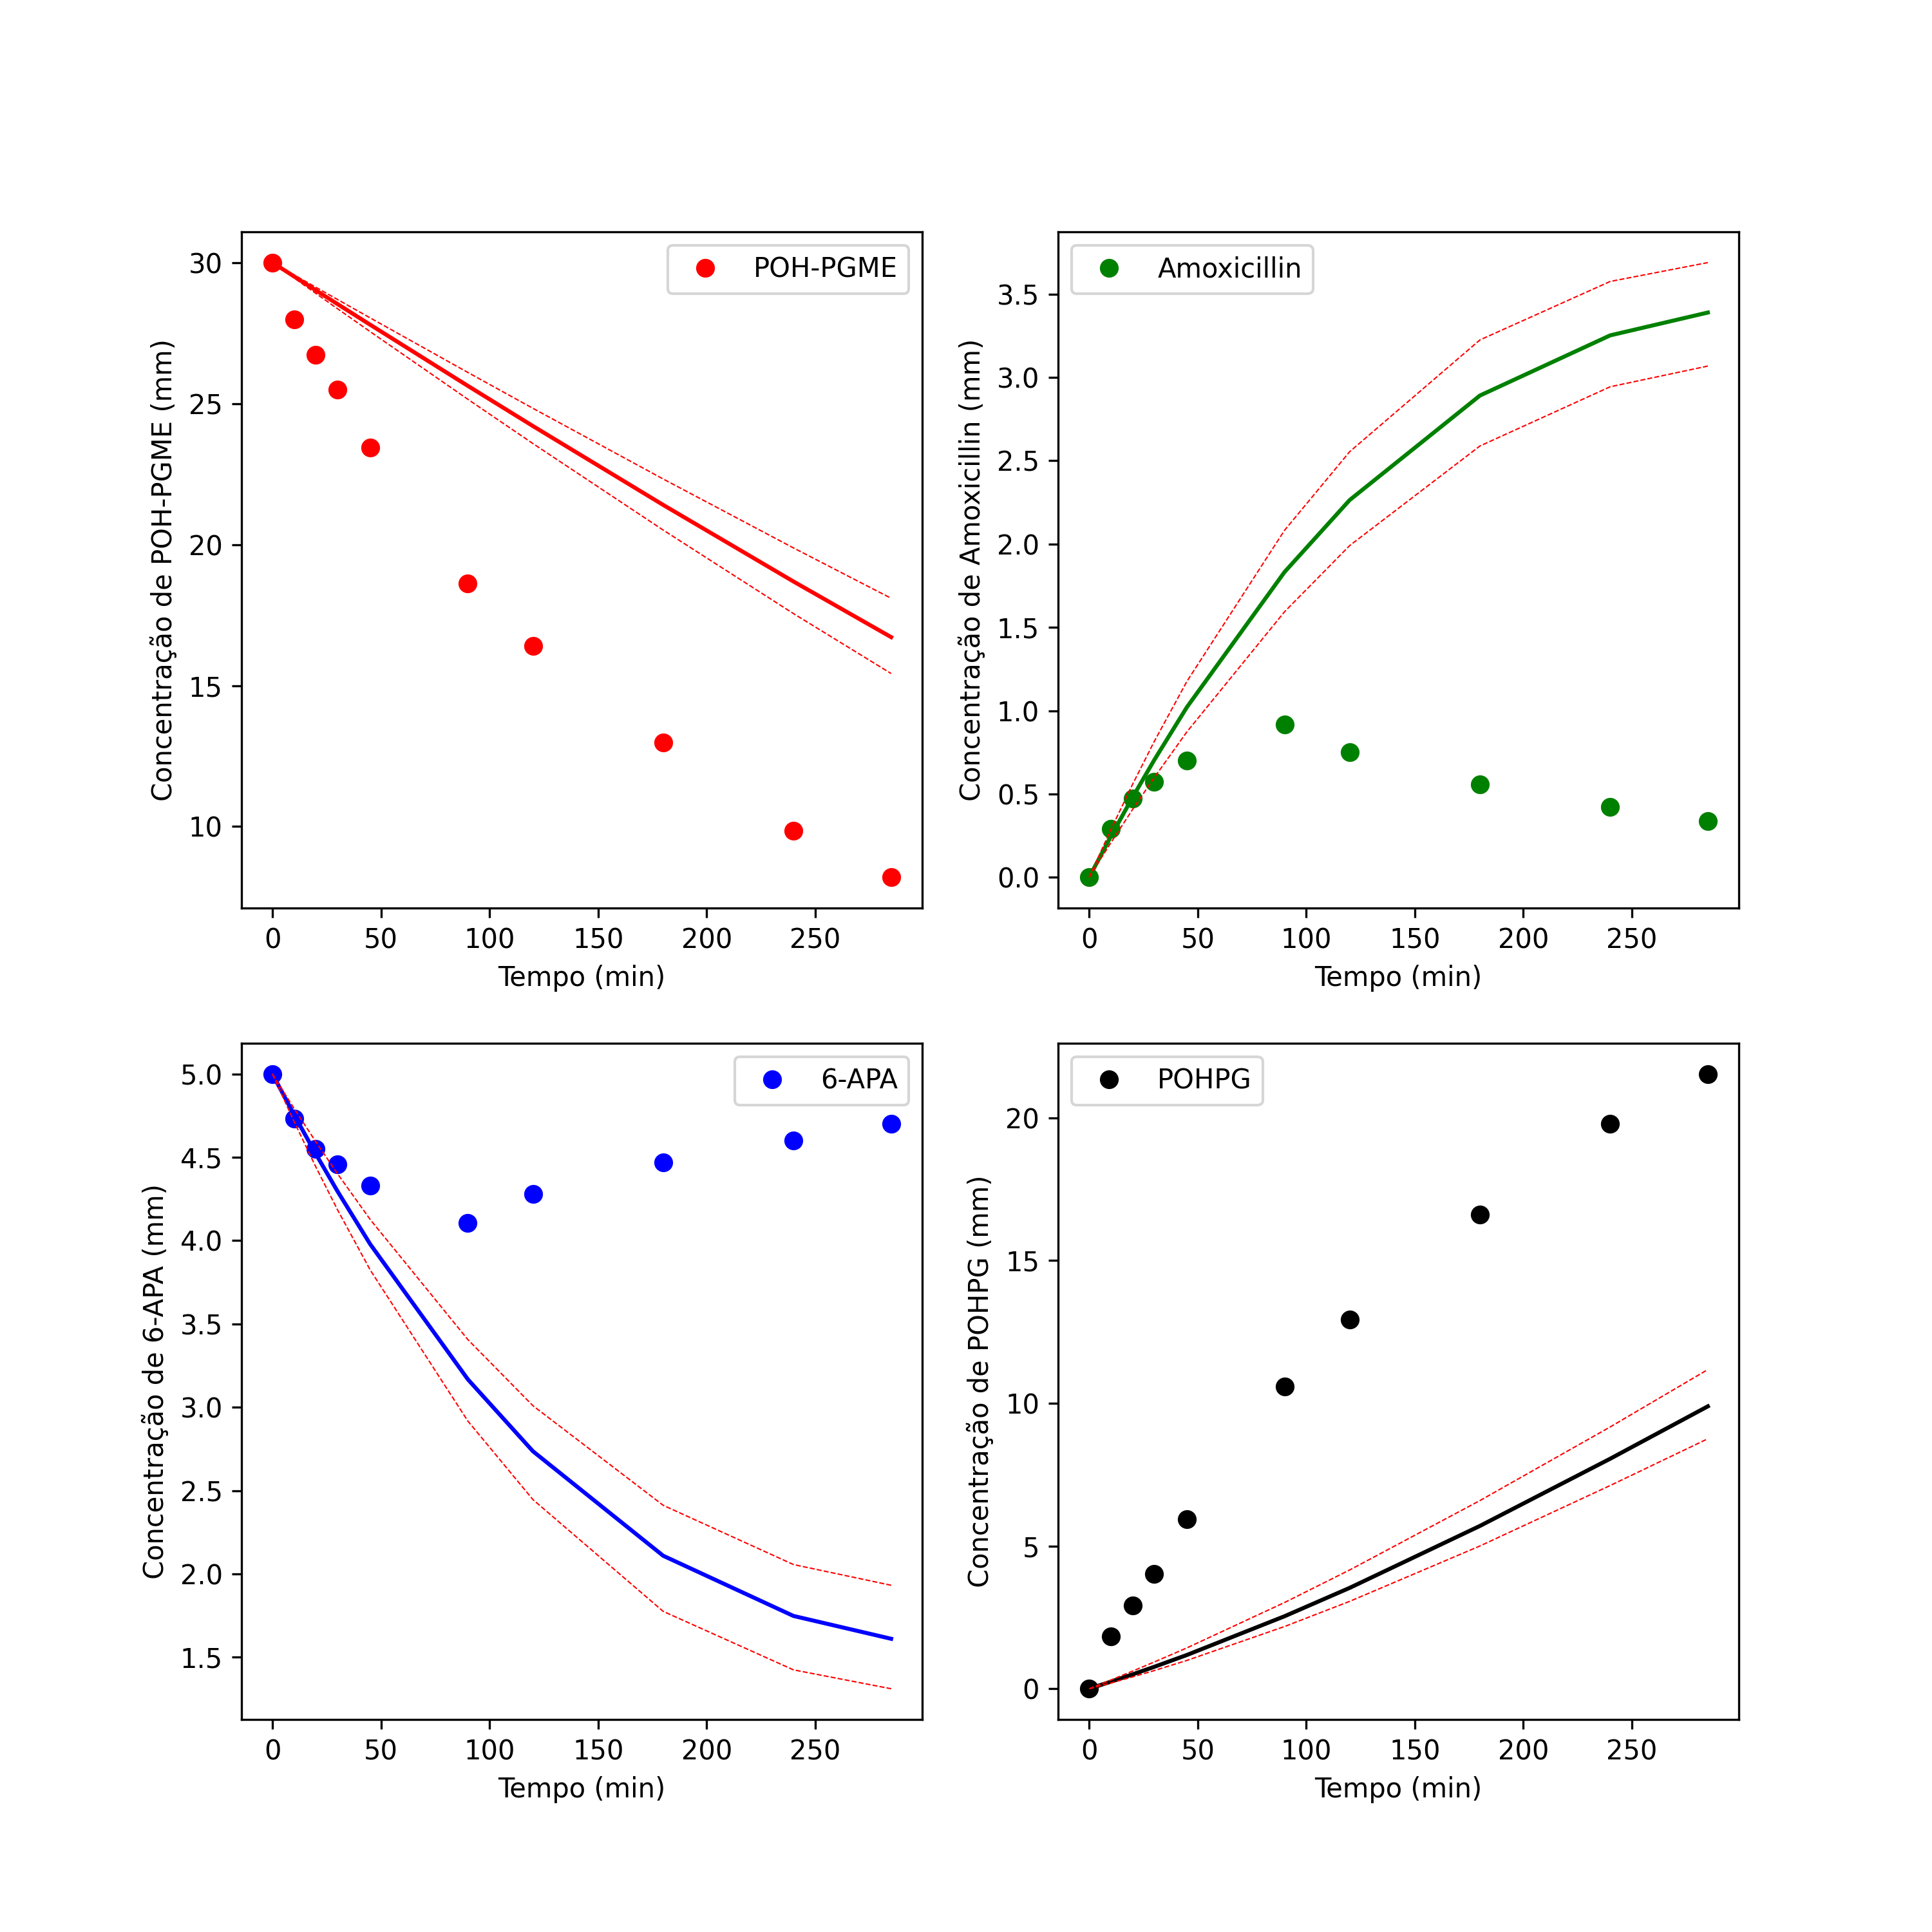 POH-PGME
Concentração de POH-PGME (mm)
30
25
20
15
10
0 50 100 150 200 250
Tempo (min)
Amoxicillin
Concentração de Amoxicillin (mm)
3.5
3.0
2.5
2.0
1.5
1.0
0.5
0.0
0 50 100 150 200 250
Tempo (min)
6-APA
Concentração de 6-APA (mm)
5.0
4.5
4.0
3.5
3.0
2.5
2.0
1.5
0 50 100 150 200 250
Tempo (min)
POHPG
Concentração de POHPG (mm)
20
15
10
5
0
0 50 100 150 200 250
Tempo (min)